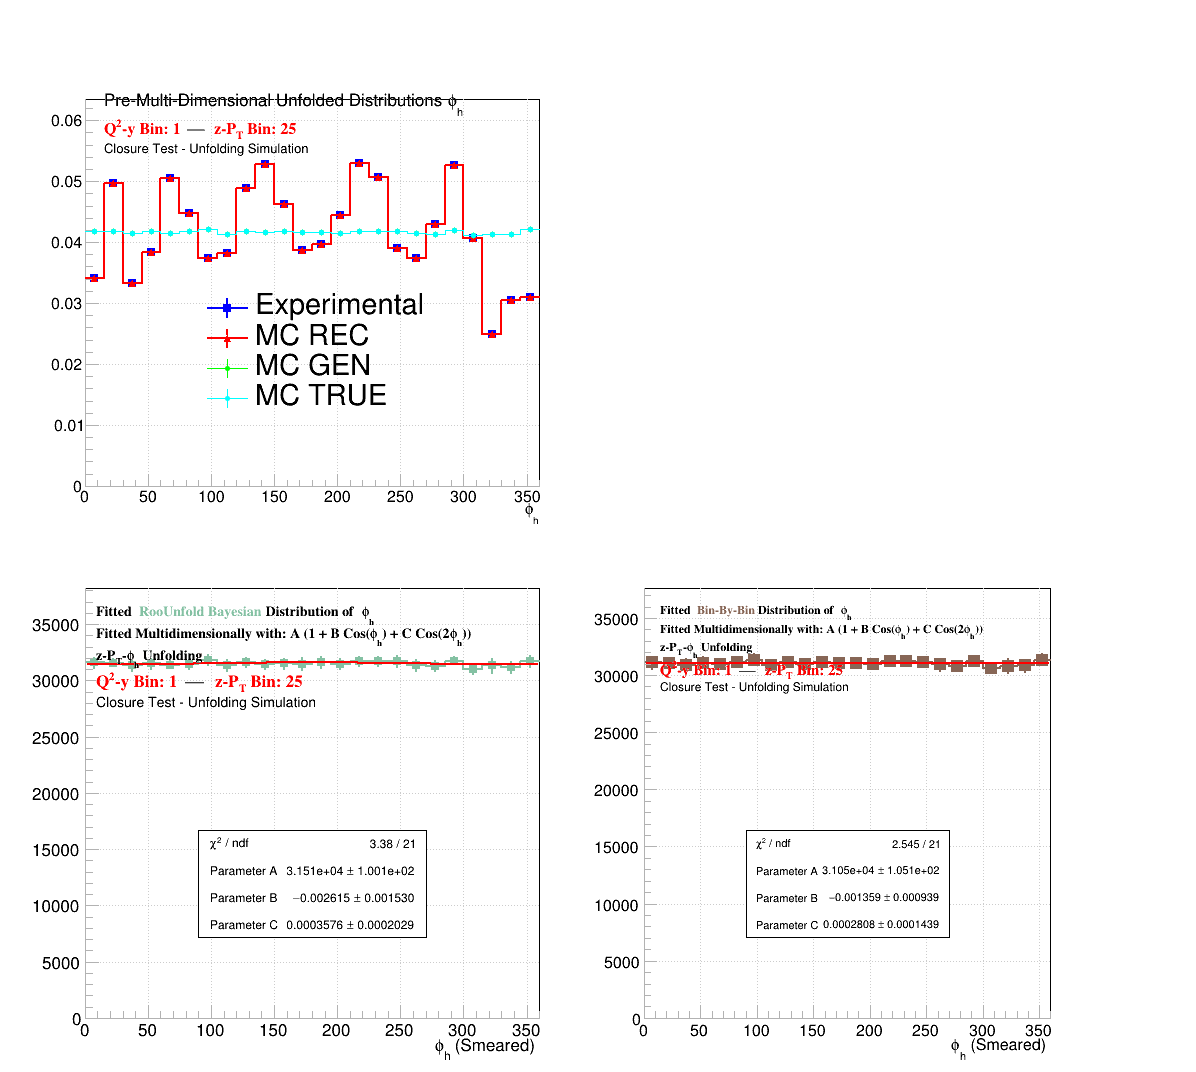 Pre-Multi-Dimensional Unfolded Distributions ϕh
Q2-y Bin: 1 — z-PT Bin: 25
Closure Test - Unfolding Simulation
0.06
0.05
0.04
0.03
0.02
0.01
0
Experimental
MC REC
MC GEN
MC TRUE
0 50 100 150 200 250 300 350
ϕh
Fitted RooUnfold Bayesian Distribution of ϕh
Fitted Multidimensionally with: A (1 + B Cos(ϕh) + C Cos(2ϕh))
z-PT-ϕh Unfolding
Q2-y Bin: 1 — z-PT Bin: 25
Closure Test - Unfolding Simulation
35000
30000
25000
20000
15000
10000
5000
0
χ2 / ndf 3.38 / 21
Parameter A 3.151e+04 ± 1.001e+02
Parameter B −0.002615 ± 0.001530
Parameter C 0.0003576 ± 0.0002029
0 50 100 150 200 250 300 350
ϕh (Smeared)
Fitted Bin-By-Bin Distribution of ϕh
Fitted Multidimensionally with: A (1 + B Cos(ϕh) + C Cos(2ϕh))
z-PT-ϕh Unfolding
Q2-y Bin: 1 — z-PT Bin: 25
Closure Test - Unfolding Simulation
35000
30000
25000
20000
15000
10000
5000
0
χ2 / ndf 2.545 / 21
Parameter A 3.105e+04 ± 1.051e+02
Parameter B −0.001359 ± 0.000939
Parameter C 0.0002808 ± 0.0001439
0 50 100 150 200 250 300 350
ϕh (Smeared)